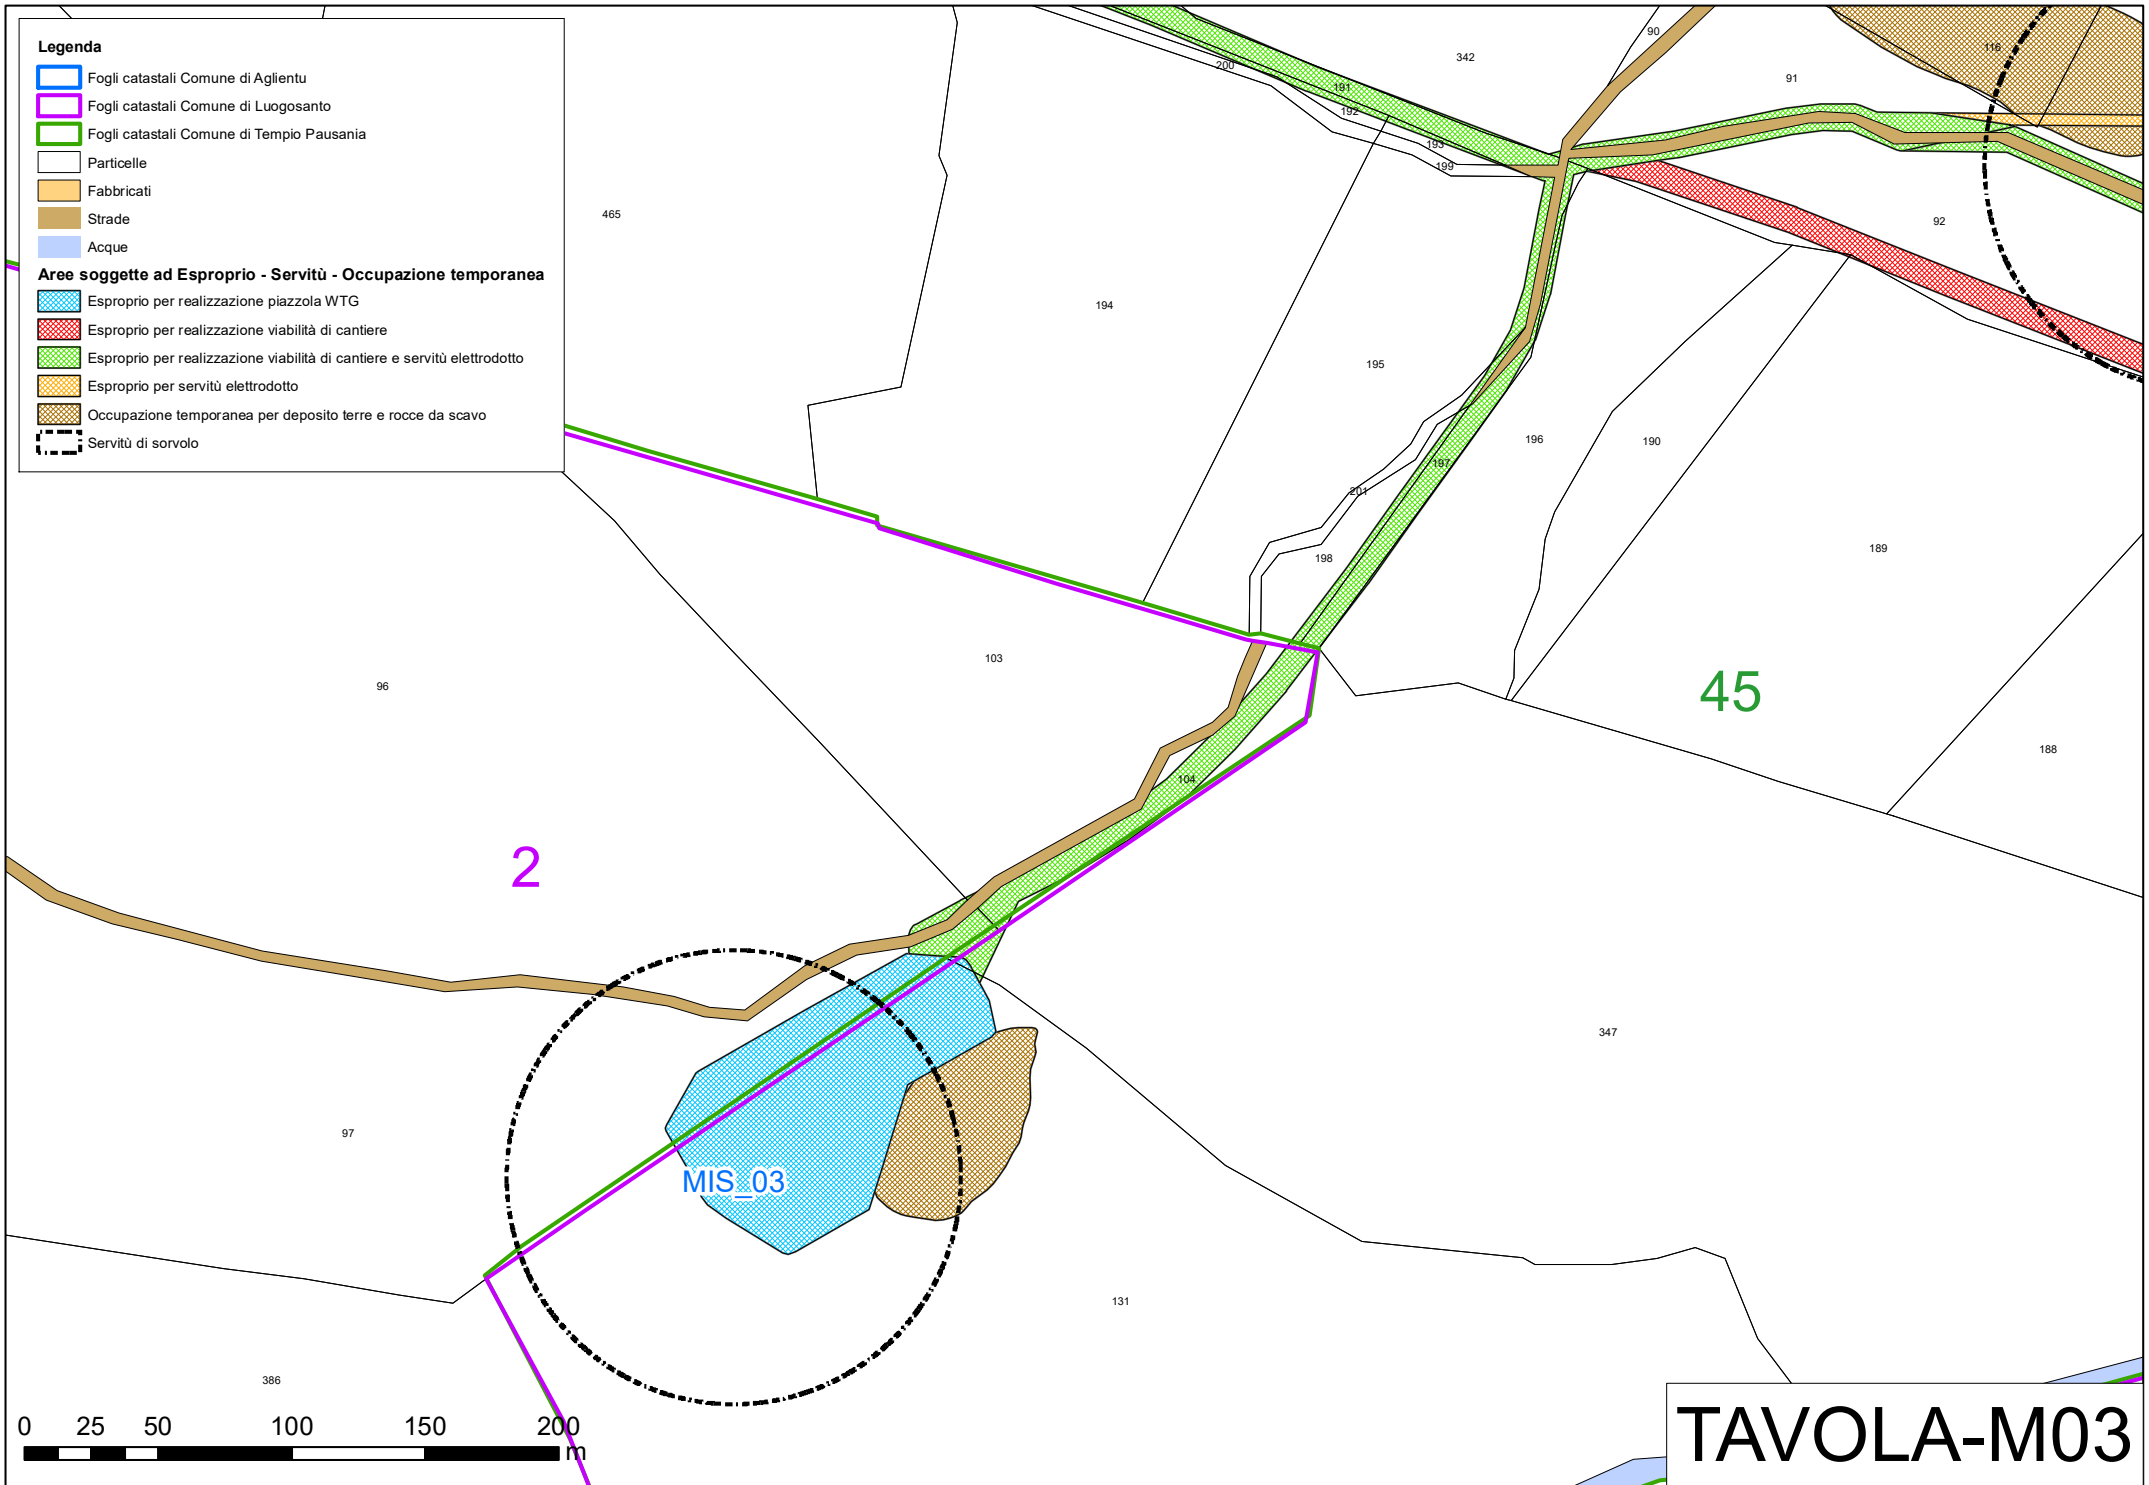 Legenda
Fogli catastali Comune di Aglientu
Fogli catastali Comune di Luogosanto
Fogli catastali Comune di Tempio Pausania
Particelle
Fabbricati
Strade
Acque
Aree soggette ad Esproprio - Servitù - Occupazione temporanea
Esproprio per realizzazione piazzola WTG
Esproprio per realizzazione viabilità di cantiere
Esproprio per realizzazione viabilità di cantiere e servitù elettrodotto
Esproprio per servitù elettrodotto
Occupazione temporanea per deposito terre e rocce da scavo
Servitù di sorvolo
90
116
342
200
91
191
192
193
199
465
92
194
195
196
190
197
201
198
189
103
96
45
188
104
2
347
97
MIS_03
131
386
0 25 50 100 150 200
m
TAVOLA-M03